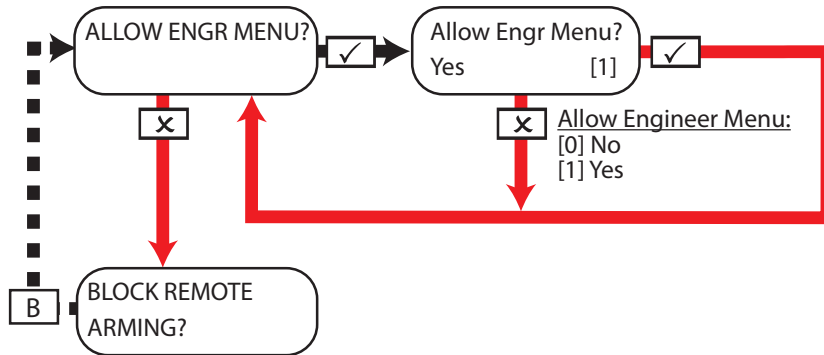 ALLOW ENGR MENU?
✓
Allow Engr Menu?
Yes [1]
✓
x
x
Allow Engineer Menu:
[0] No
[1] Yes
BLOCK REMOTE
ARMING?
B